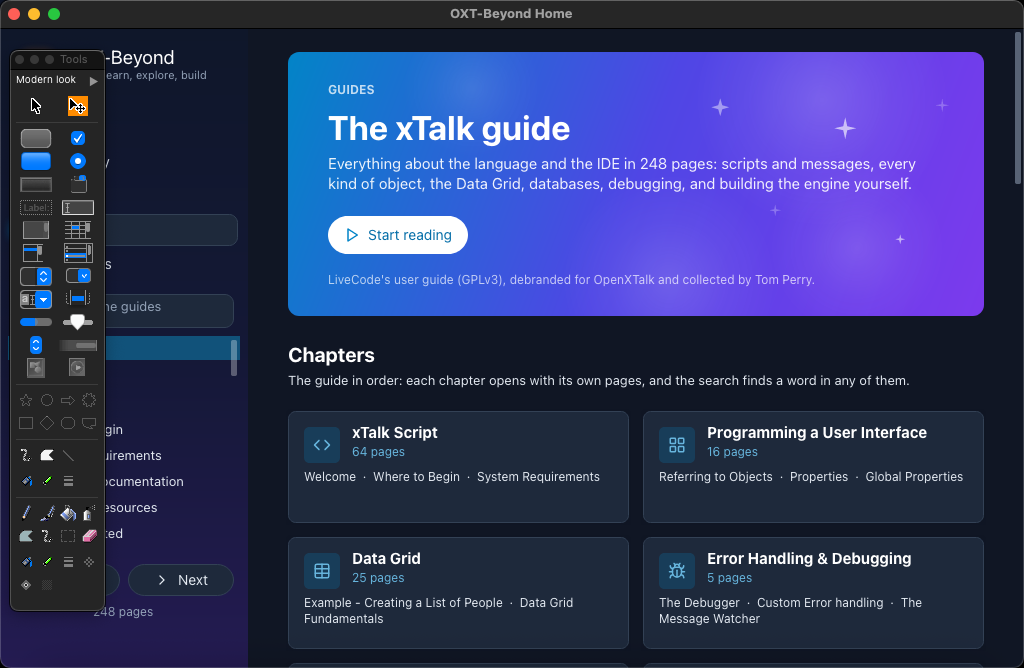 OXT-Beyond Home
Tools
Modern look
Label:
-Beyond
earn, explore, build
ne guides
gin
uirements
ocumentation
esources
ted
Next
248 pages
GUIDES
The xTalk guide
Everything about the language and the IDE in 248 pages: scripts and messages, every
kind of object, the Data Grid, databases, debugging, and building the engine yourself.
Start reading
LiveCode's user guide (GPLv3), debranded for OpenXTalk and collected by Tom Perry.
Chapters
The guide in order: each chapter opens with its own pages, and the search finds a word in any of them.
xTalk Script
64 pages
Welcome · Where to Begin · System Requirements
Programming a User Interface
16 pages
Referring to Objects · Properties · Global Properties
Data Grid
25 pages
Example - Creating a List of People · Data Grid
Fundamentals
Error Handling & Debugging
5 pages
The Debugger · Custom Error handling · The
Message Watcher